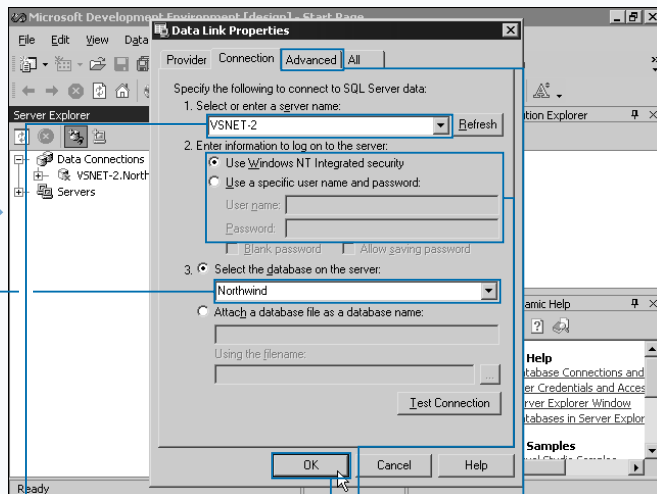 Microsoft Development Environment [design] - Start Page
Data Link Properties
File Edit View Data
Provider Connection Advanced All
Specify the following to connect to SQL Server data:
1. Select or enter a server name:
VSNET-2 Refresh
2. Enter information to log on to the server:
Use Windows NT Integrated security
Use a specific user name and password:
User name:
Password:
Blank password Allow saving password
3. Select the database on the server:
Northwind
Attach a database file as a database name:
Using the filename:
...
Test Connection
OK Cancel Help
Server Explorer
Data Connections
VSNET-2.North
Servers
tion Explorer
amic Help
Help
atabase Connections and
er Credentials and Acces
rver Explorer Window
atabases in Server Explor
Samples
Ready